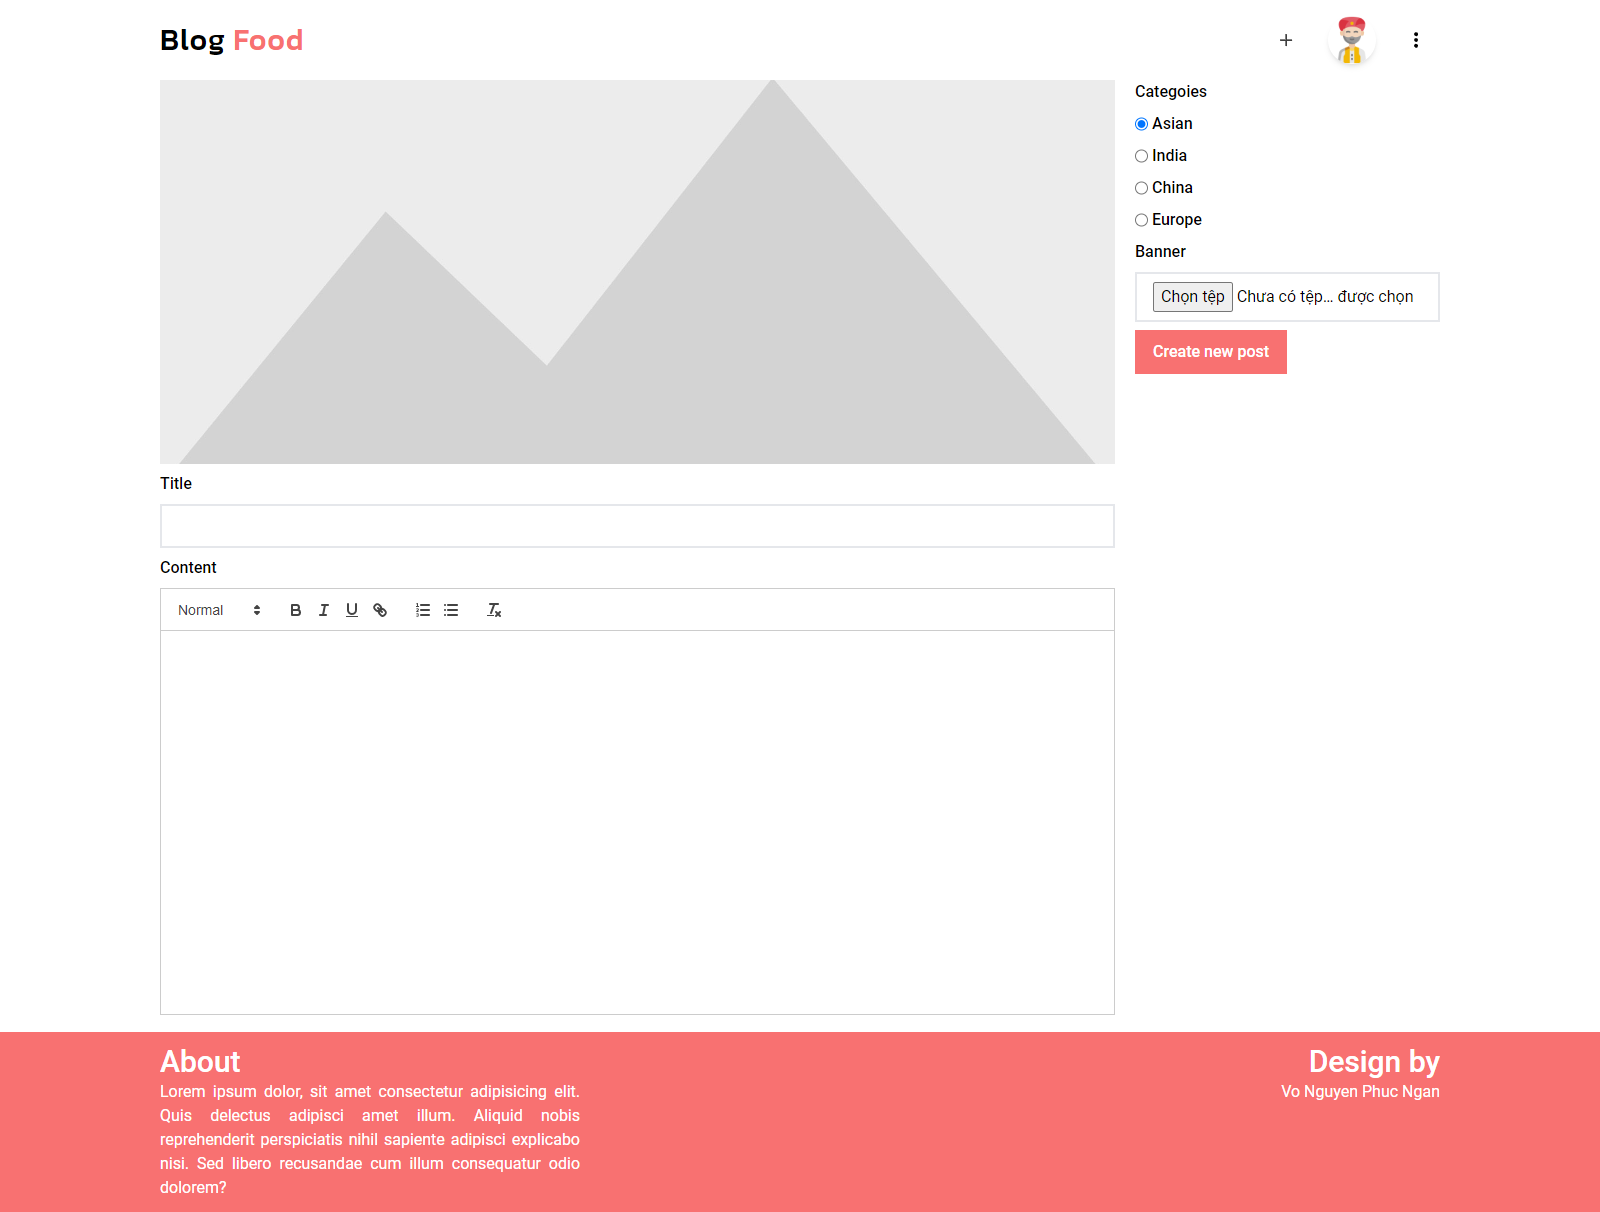 Blog Food
Categoies
Asian
India
China
Europe
Banner
Chọn tệp Chưa có tệp… được chọn
Create new post
Title
Content
Normal
About
Lorem ipsum dolor, sit amet consectetur adipisicing elit.
Quis delectus adipisci amet illum. Aliquid nobis
reprehenderit perspiciatis nihil sapiente adipisci explicabo
nisi. Sed libero recusandae cum illum consequatur odio
dolorem?
Design by
Vo Nguyen Phuc Ngan